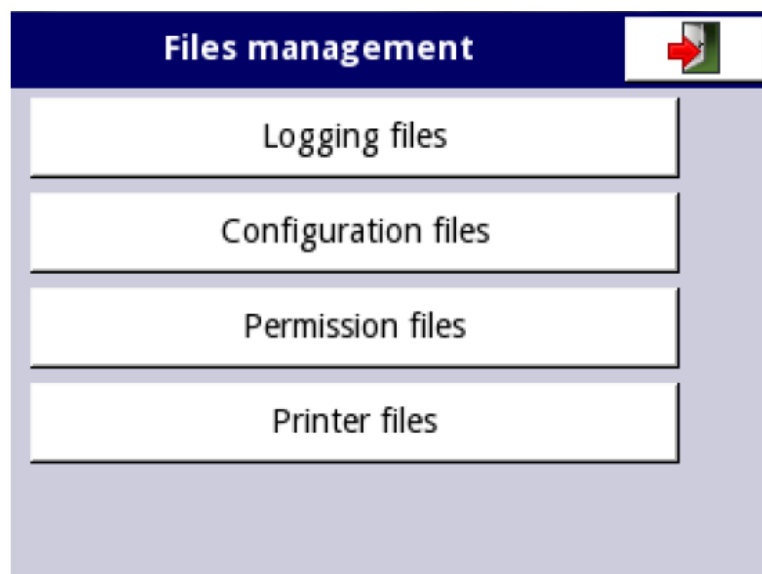 Files management
Logging files
Configuration files
Permission files
Printer files